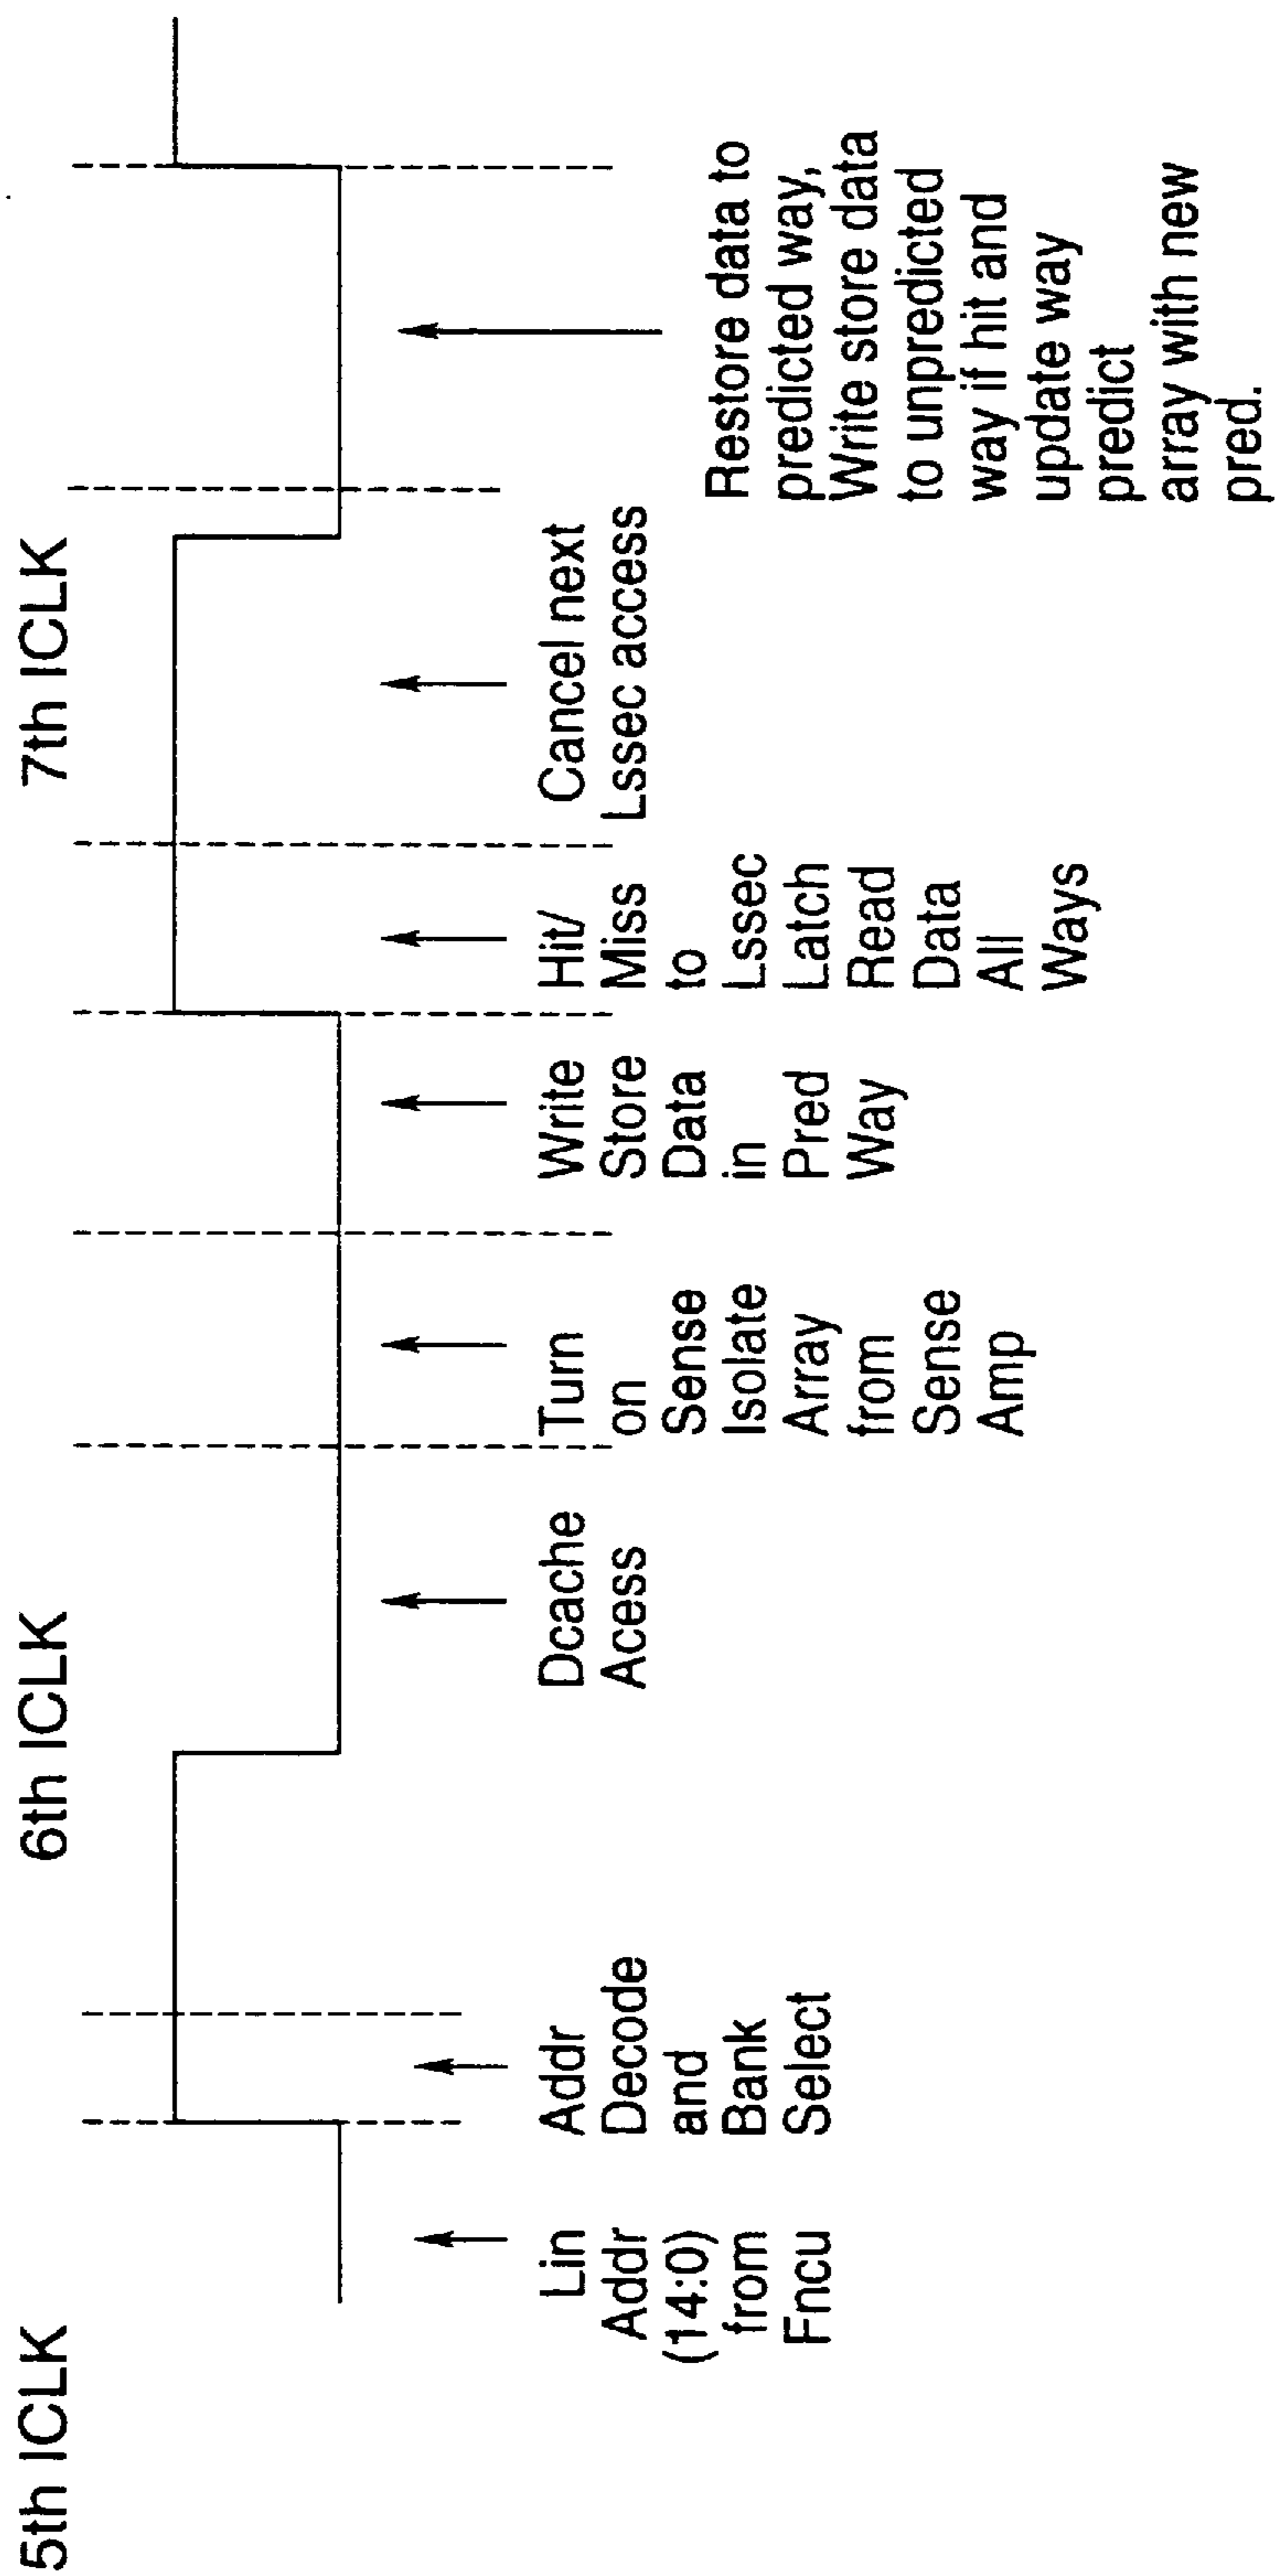 5th ICLK
6th ICLK
7th ICLK
Lin
Addr
(14:0)
from
Fncu
Addr
Decode
and
Bank
Select
Dcache
Acess
Turn
on
Sense
Isolate
Array
from
Sense
Amp
Write
Store
Data
in
Pred
Way
Hit/
Miss
to
Lssec
Latch
Read
Data
All
Ways
Cancel next
Lssec access
Restore data to
predicted way,
Write store data
to unpredicted
way if hit and
update way
predict
array with new
pred.